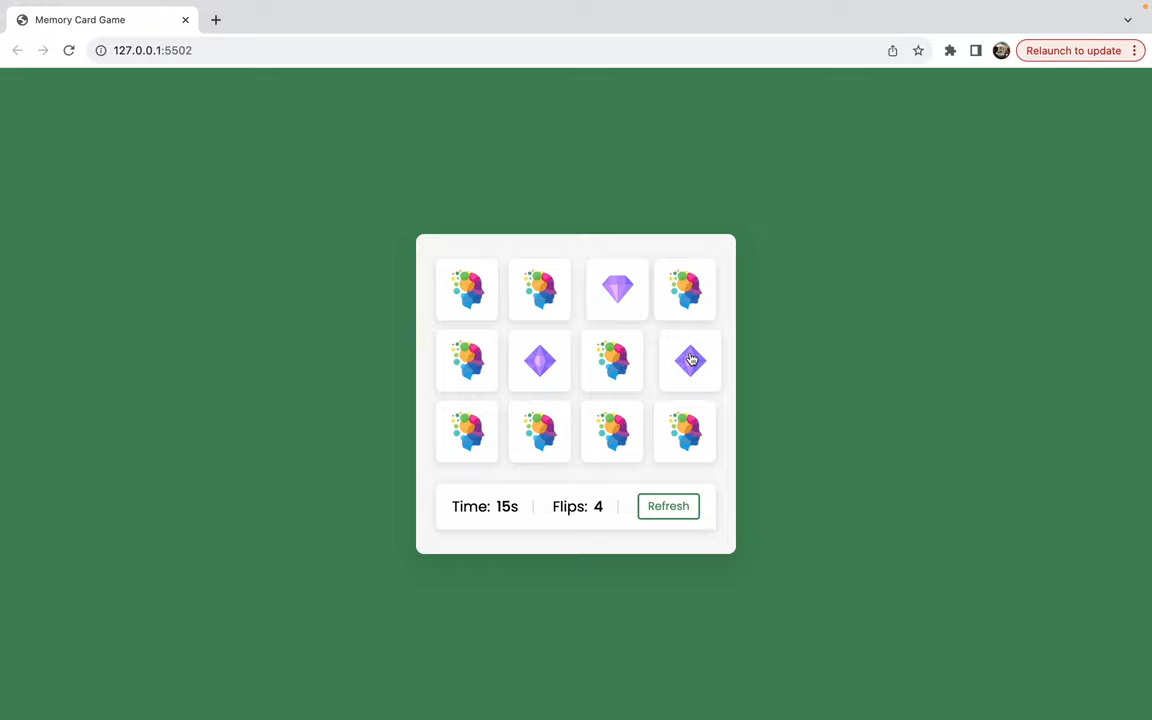 Memory Card Game
127.0.0.1:5502
Relaunch to update
Time: 15s
Flips: 4
Refresh